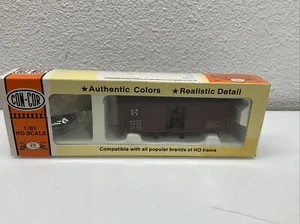 ★ Authentic Colors ★ Realistic Detail
CON-COR
1/87
HO SCALE
Compatible with all popular brands of HO trains